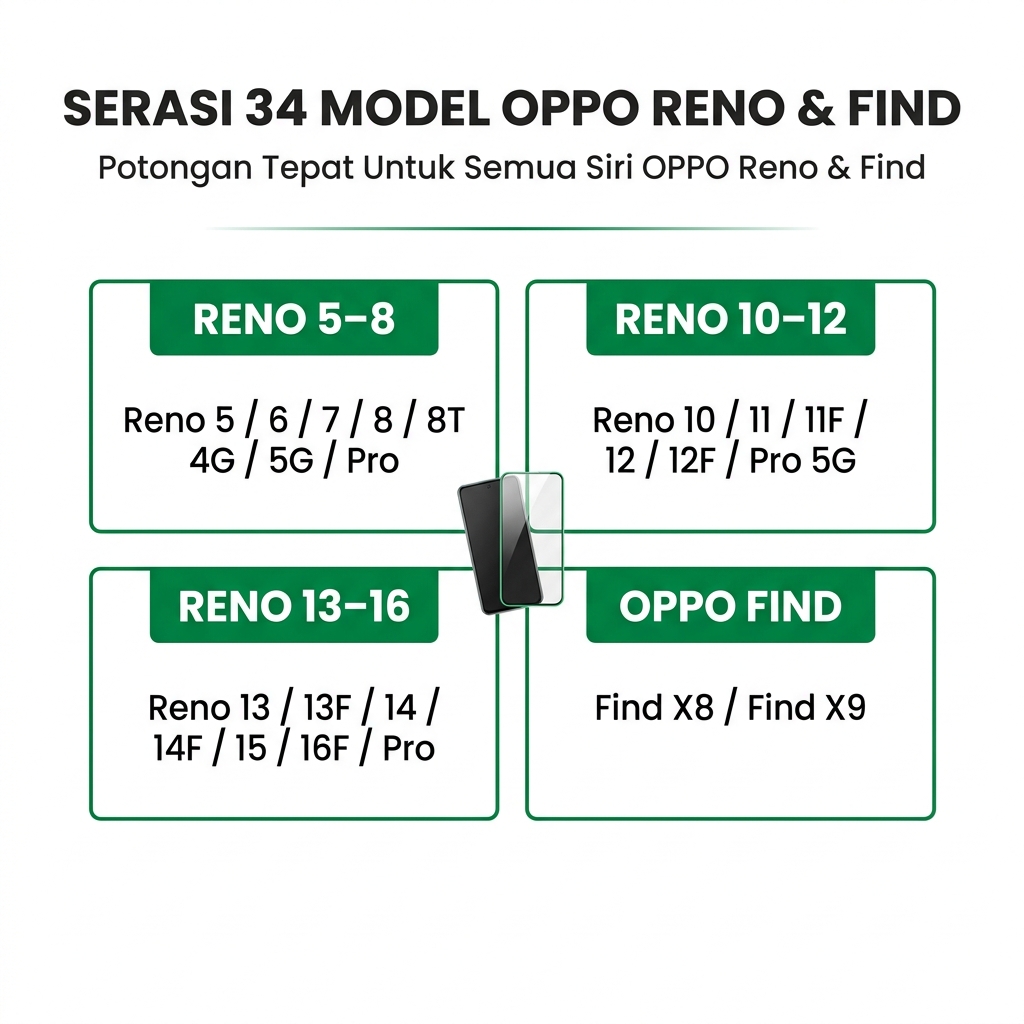 SERASI 34 MODEL OPPO RENO & FIND
Potongan Tepat Untuk Semua Siri OPPO Reno & Find
RENO 5–8
Reno 5 / 6 / 7 / 8 / 8T
4G / 5G / Pro
RENO 10–12
Reno 10 / 11 / 11F /
12 / 12F / Pro 5G
RENO 13–16
Reno 13 / 13F / 14 /
14F / 15 / 16F / Pro
OPPO FIND
Find X8 / Find X9